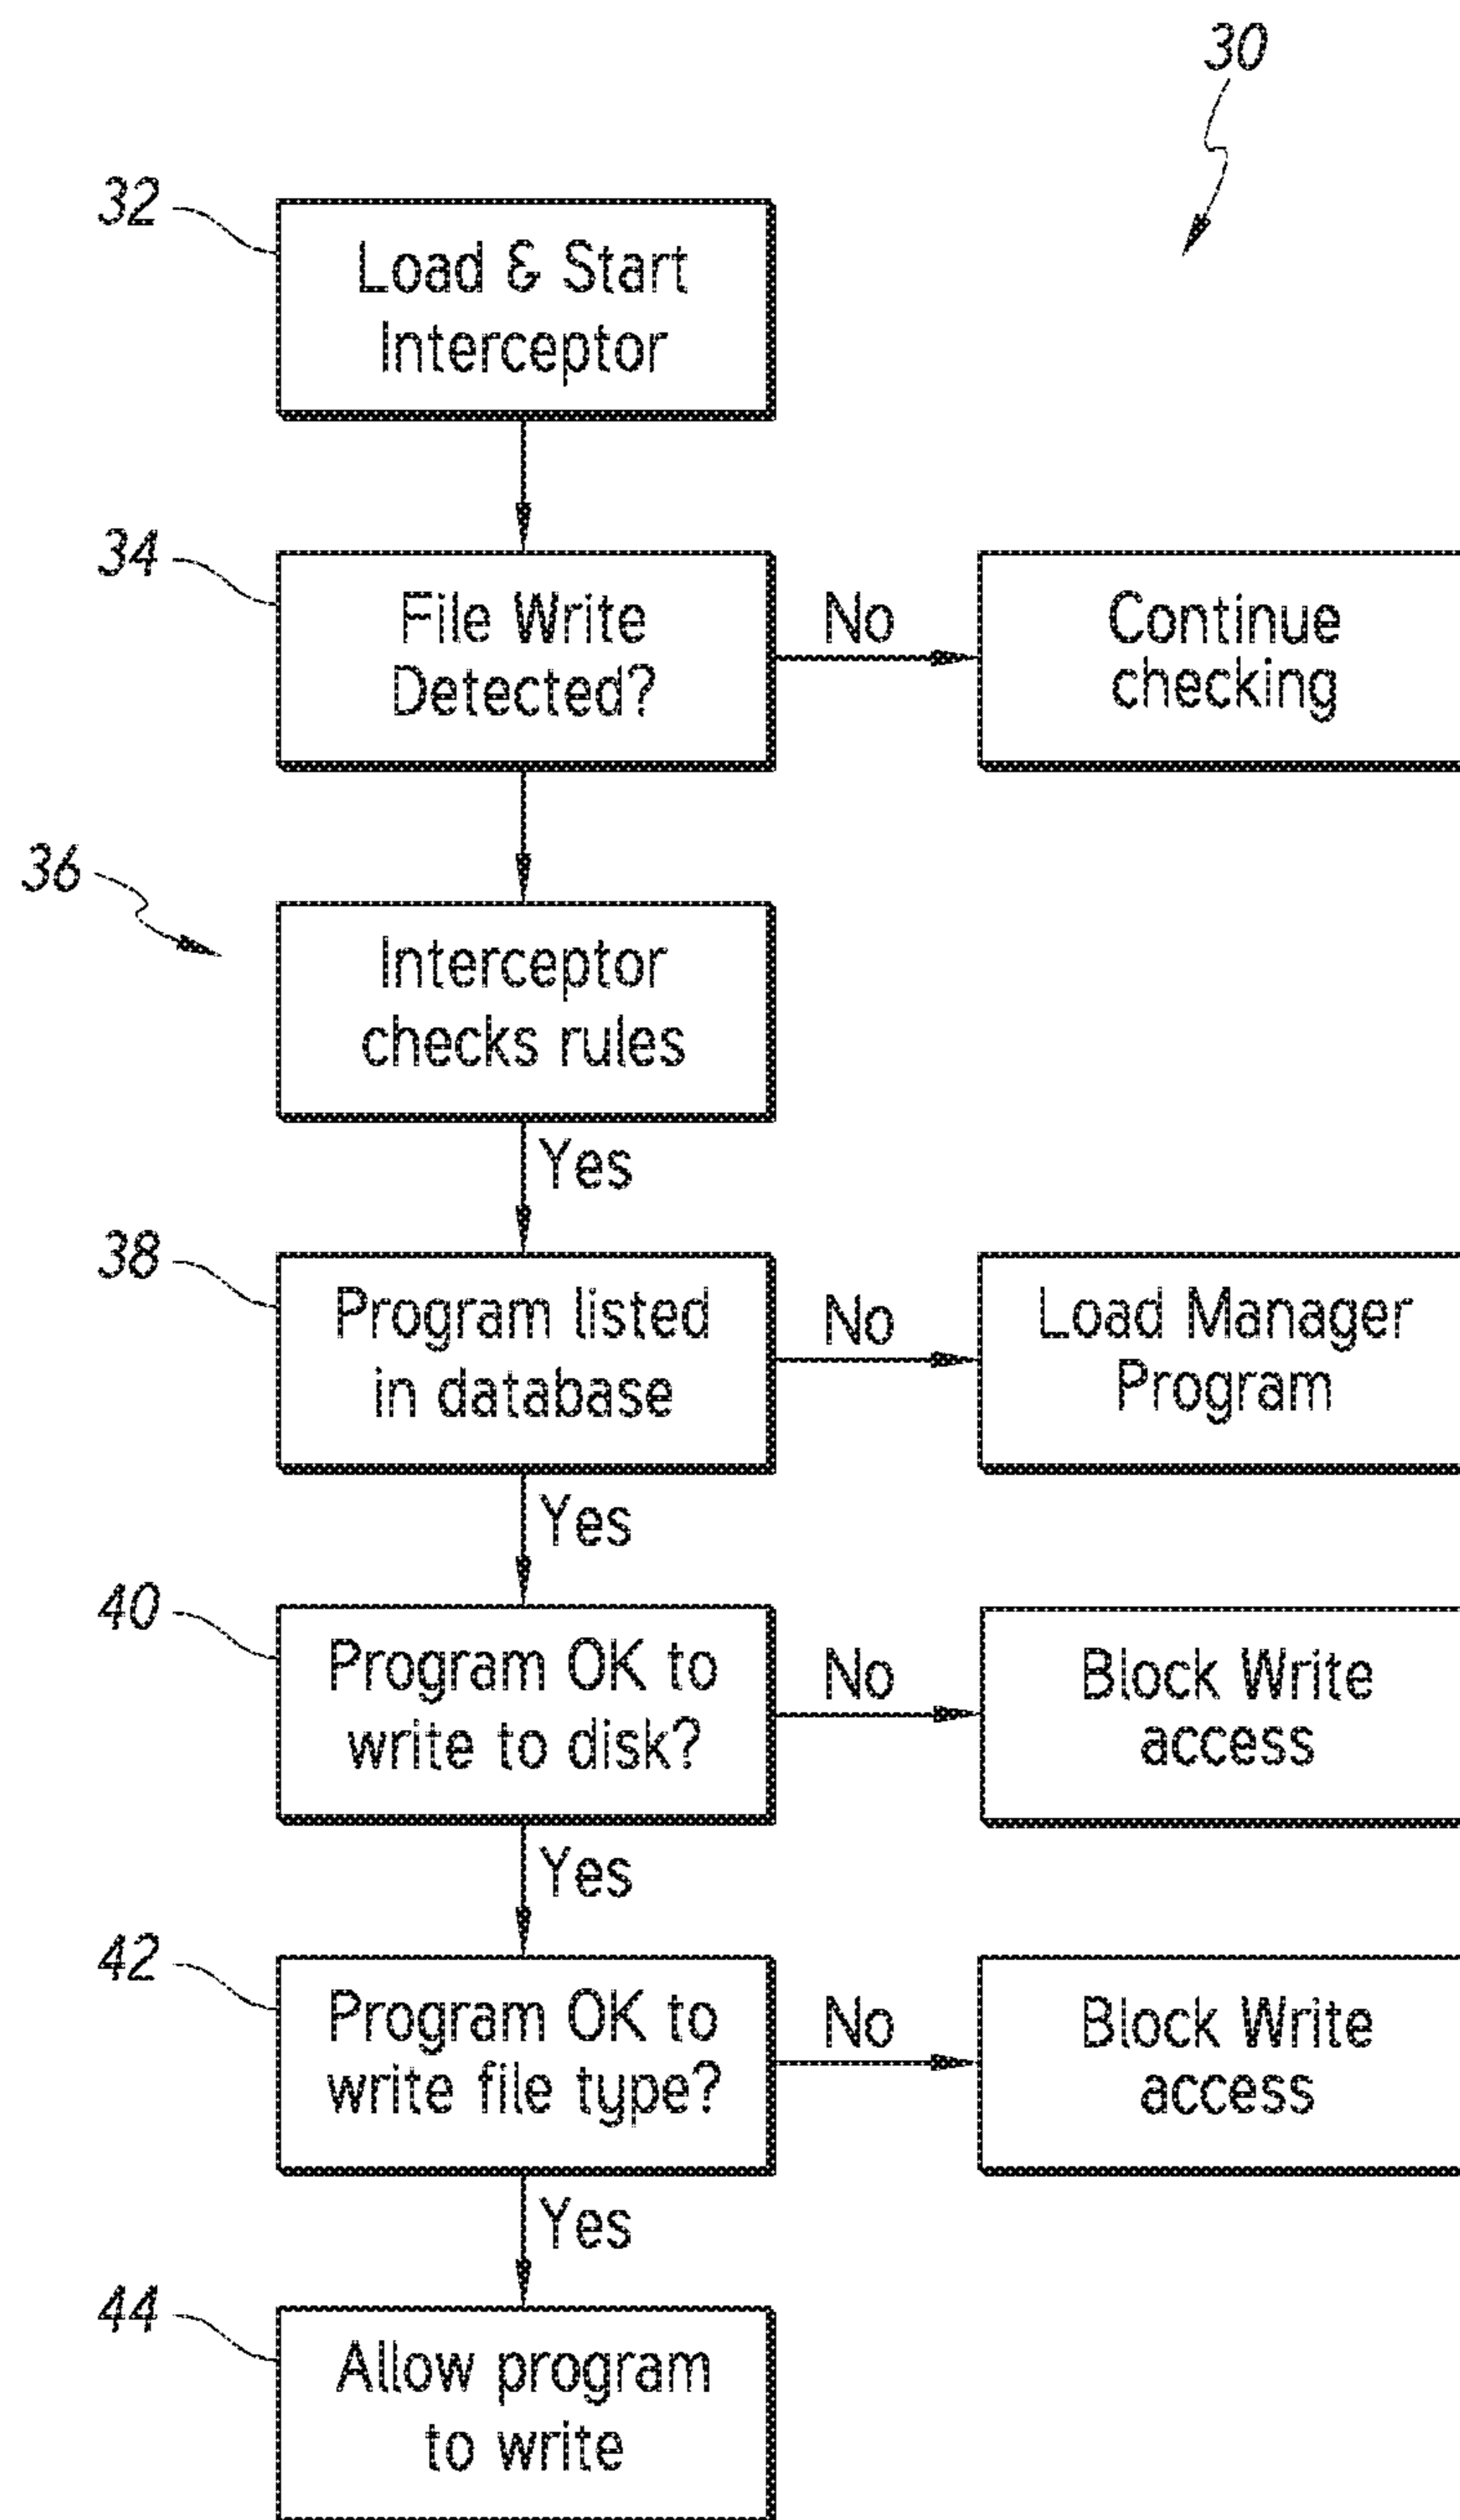 30
32
Load & Start
Interceptor
34
File Write
Detected?
No
Continue
checking
36
Interceptor
checks rules
Yes
38
Program listed
in database
No
Load Manager
Program
Yes
40
Program OK to
write to disk?
No
Block Write
access
Yes
42
Program OK to
write file type?
No
Block Write
access
Yes
44
Allow program
to write